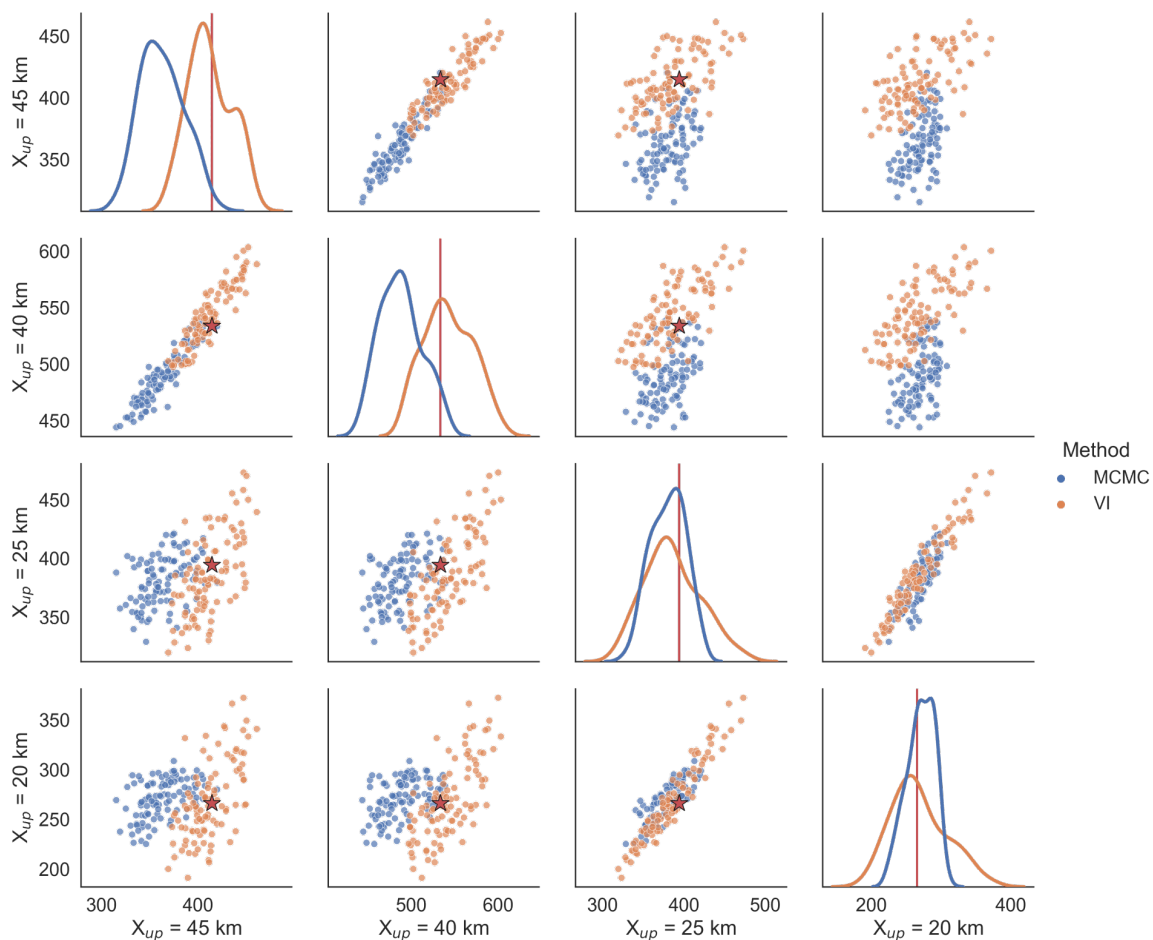 450
400
350
X_up = 45 km
600
550
500
450
X_up = 40 km
Method
MCMC
VI
450
400
350
X_up = 25 km
350
300
250
200
X_up = 20 km
300 400
500 600
300 400 500
200 400
X_up = 45 km
X_up = 40 km
X_up = 25 km
X_up = 20 km